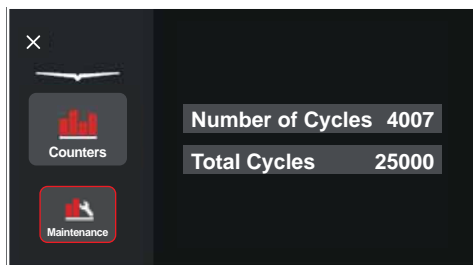 Counters
Maintenance
Number of Cycles 4007
Total Cycles 25000